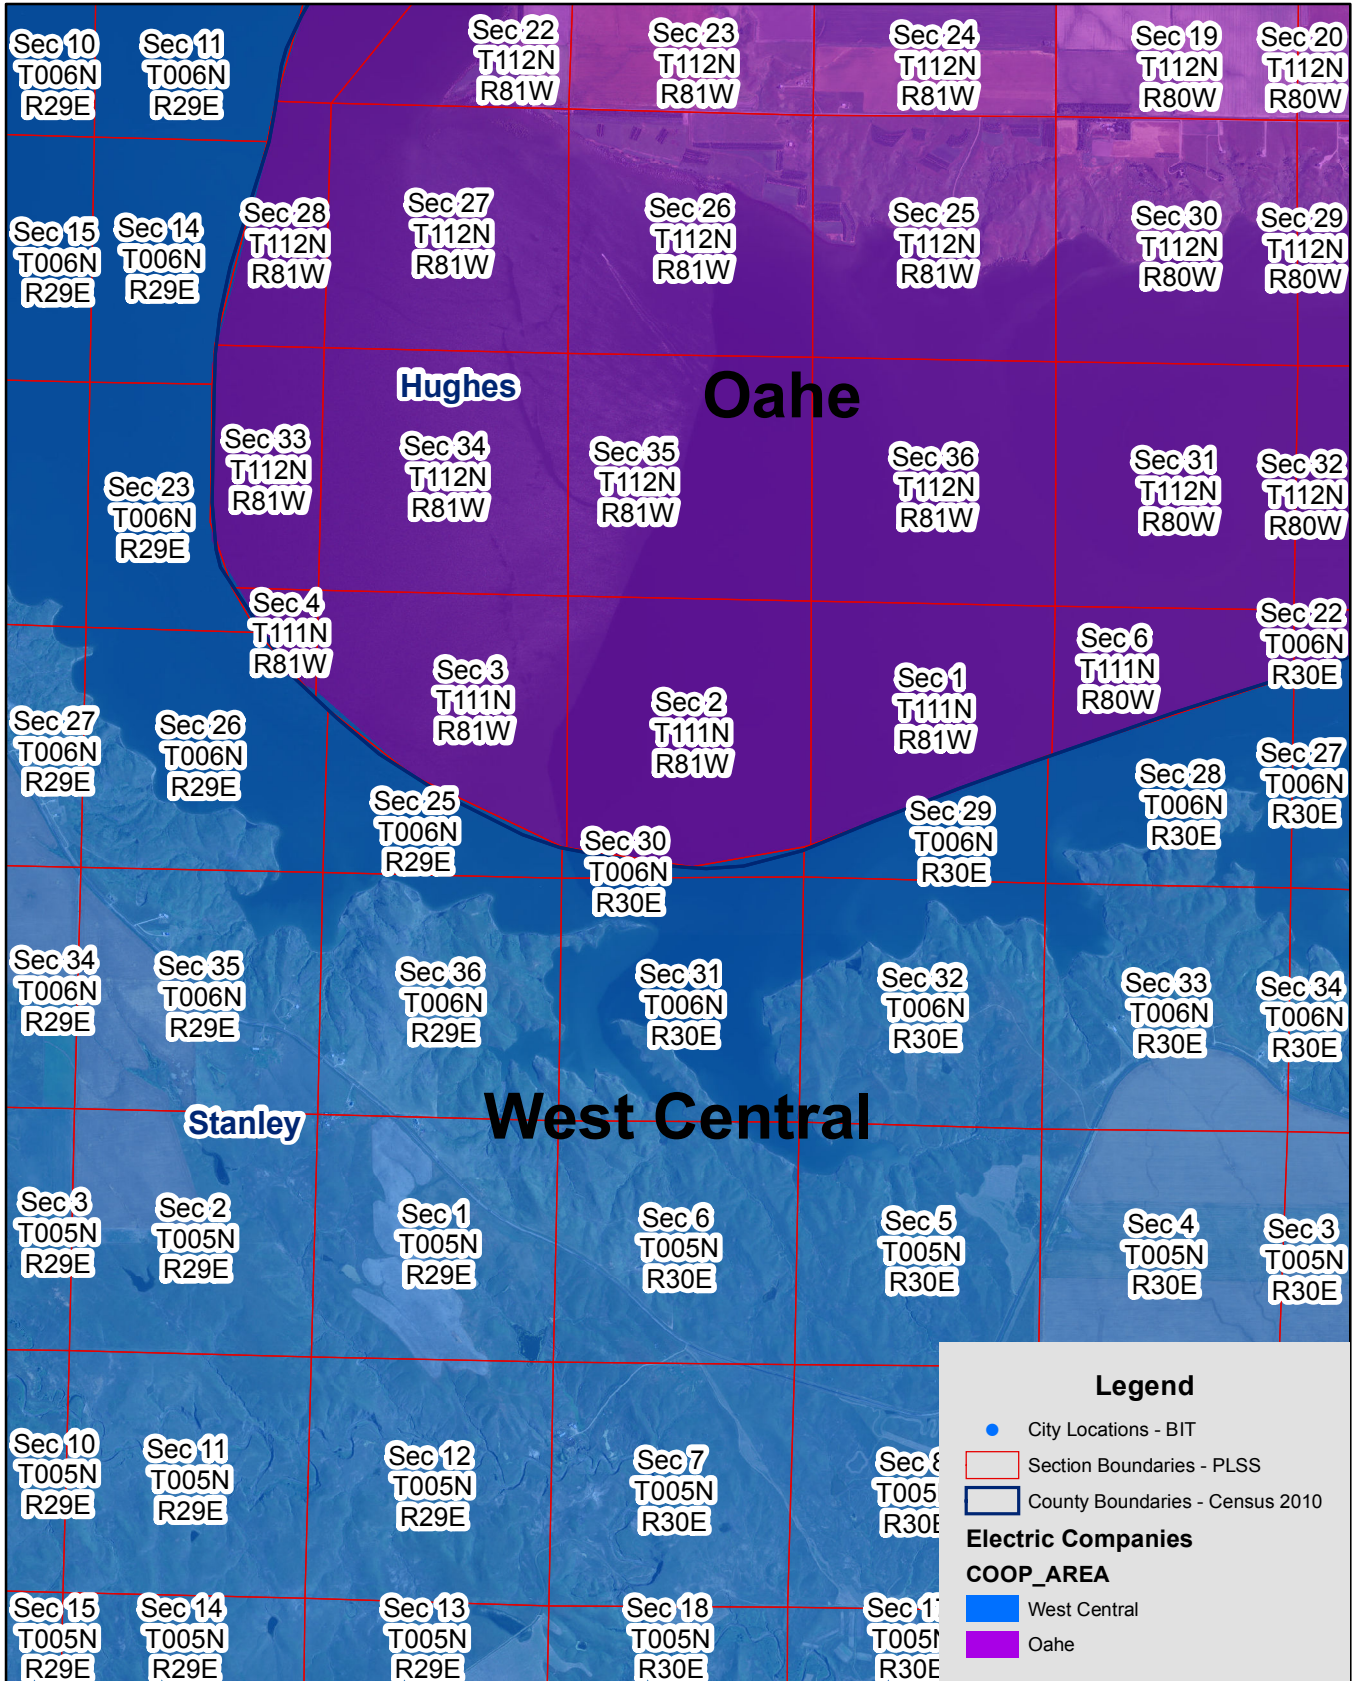 Sec 10
T006N
R29E
Sec 11
T006N
R29E
Sec 22
T112N
R81W
Sec 23
T112N
R81W
Sec 24
T112N
R81W
Sec 19
T112N
R80W
Sec 20
T112N
R80W
Sec 15
T006N
R29E
Sec 14
T006N
R29E
Sec 28
T112N
R81W
Sec 27
T112N
R81W
Sec 26
T112N
R81W
Sec 25
T112N
R81W
Sec 30
T112N
R80W
Sec 29
T112N
R80W
Hughes
Oahe
Sec 23
T006N
R29E
Sec 33
T112N
R81W
Sec 34
T112N
R81W
Sec 35
T112N
R81W
Sec 36
T112N
R81W
Sec 31
T112N
R80W
Sec 32
T112N
R80W
Sec 4
T111N
R81W
Sec 3
T111N
R81W
Sec 2
T111N
R81W
Sec 1
T111N
R81W
Sec 6
T111N
R80W
Sec 22
T006N
R30E
Sec 27
T006N
R29E
Sec 26
T006N
R29E
Sec 25
T006N
R29E
Sec 30
T006N
R30E
Sec 29
T006N
R30E
Sec 28
T006N
R30E
Sec 27
T006N
R30E
Sec 34
T006N
R29E
Sec 35
T006N
R29E
Sec 36
T006N
R29E
Sec 31
T006N
R30E
Sec 32
T006N
R30E
Sec 33
T006N
R30E
Sec 34
T006N
R30E
Stanley
West Central
Sec 3
T005N
R29E
Sec 2
T005N
R29E
Sec 1
T005N
R29E
Sec 6
T005N
R30E
Sec 5
T005N
R30E
Sec 4
T005N
R30E
Sec 3
T005N
R30E
Sec 10
T005N
R29E
Sec 11
T005N
R29E
Sec 12
T005N
R29E
Sec 7
T005N
R30E
Sec 8
T005
R30E
Sec 15
T005N
R29E
Sec 14
T005N
R29E
Sec 13
T005N
R29E
Sec 18
T005N
R30E
Sec 17
T005N
R30E
Legend
City Locations - BIT
Section Boundaries - PLSS
County Boundaries - Census 2010
Electric Companies
COOP_AREA
West Central
Oahe